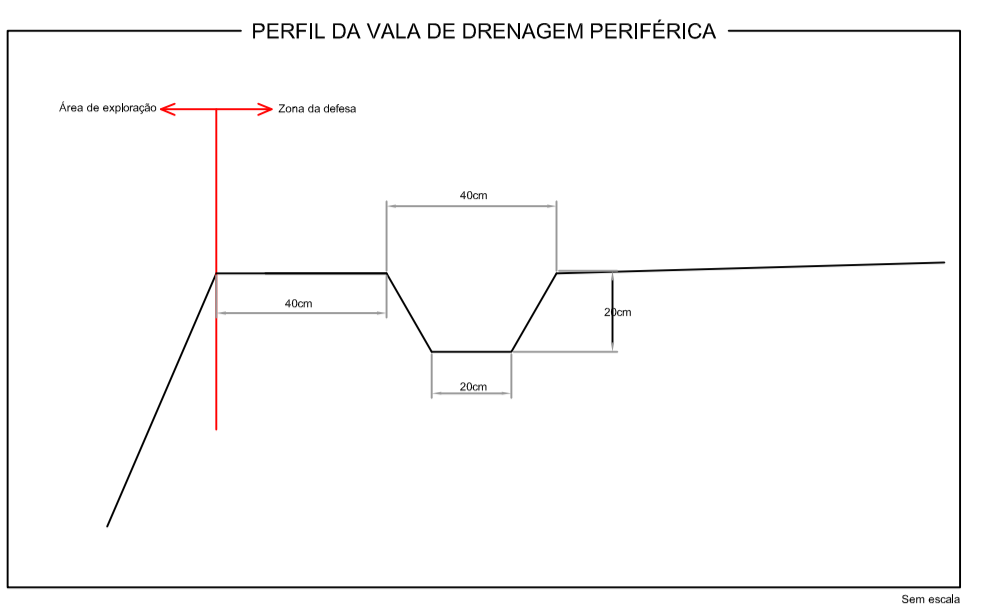 PERFIL DA VALA DE DRENAGEM PERIFÉRICA
Área de exploração
Zona da defesa
40cm
40cm
20cm
20cm
Sem escala